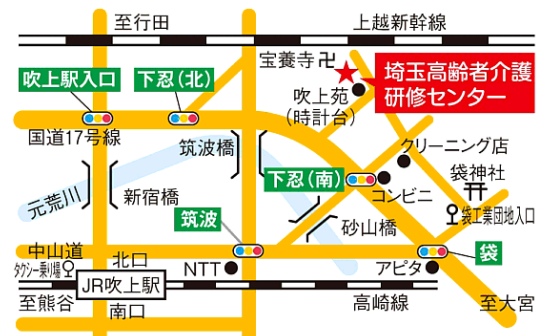 至行田
上越新幹線
宝養寺卍
埼玉高齢者介護
研修センター
吹上駅入口
下忍(北)
吹上苑
(時計台)
国道17号線
筑波橋
クリーニング店
下忍(南)
袋神社
コンビニ
元荒川
新宿橋
袋工業団地入口
筑波
砂山橋
中山道
北口
袋
タクシー乗り場
NTT
アピタ
JR吹上駅
至熊谷
南口
高崎線
至大宮